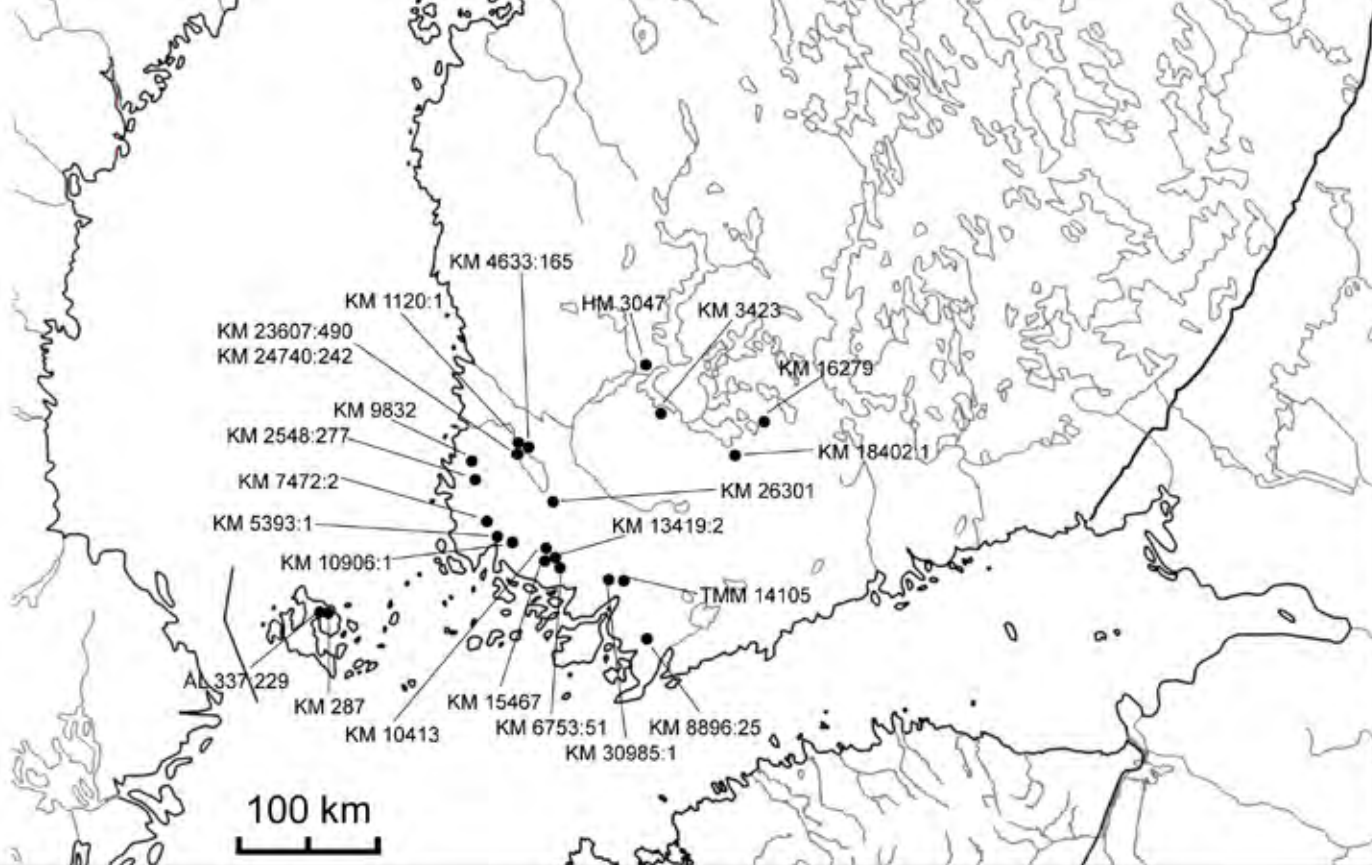 KM 4633:165
KM 1120:1
HM 3047
KM 3423
KM 23607:490
KM 24740:242
KM 16279
KM 9832
KM 2548:277
KM 18402:1
KM 7472:2
KM 26301
KM 5393:1
KM 13419:2
KM 10906:1
TMM 14105
AL 337:229
KM 287
KM 15467
KM 10413
KM 6753:51
KM 8896:25
KM 30985:1
100 km